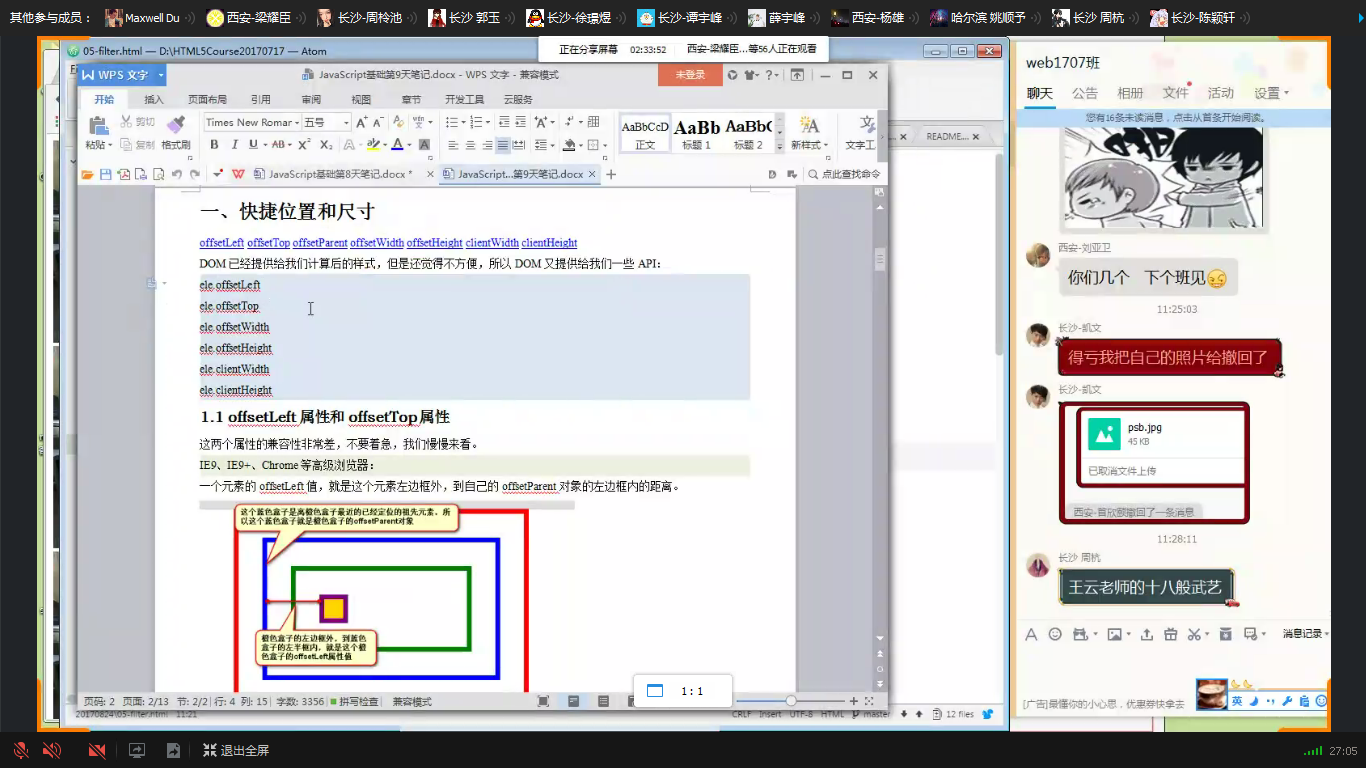 其他参与成员：
Maxwell Du
西安-梁耀臣
长沙-周柃池
长沙 郭玉
长沙-徐璟煜
长沙-谭宇峰
薛宇峰
西安-杨雄
哈尔滨 姚顺予
长沙 周杭
长沙-陈颖轩
05-filter.html — D:\HTML5Course20170717 — Atom
正在分享屏幕 02:33:52 西安-梁耀臣...等56人正在观看
WPS 文字
JavaScript基础第9天笔记.docx - WPS 文字 - 兼容模式
未登录
开始 插入 页面布局 引用 审阅 视图 章节 开发工具 云服务
粘贴 剪切 复制 格式刷
Times New Roman 五号
AaBbCcD 正文
AaBb 标题 1
AaBb( 标题 2
新样式
文字工
README...
JavaScript基础第8天笔记.docx *
JavaScript...第9天笔记.docx
点此查找命令
一、快捷位置和尺寸
offsetLeft offsetTop offsetParent offsetWidth offsetHeight clientWidth clientHeight
DOM 已经提供给我们计算后的样式，但是还觉得不方便，所以 DOM 又提供给我们一些 API：
ele.offsetLeft
ele.offsetTop
ele.offsetWidth
ele.offsetHeight
ele.clientWidth
ele.clientHeight
1.1 offsetLeft 属性和 offsetTop 属性
这两个属性的兼容性非常差，不要着急，我们慢慢来看。
IE9、IE9+、Chrome 等高级浏览器：
一个元素的 offsetLeft 值，就是这个元素左边框外，到自己的 offsetParent 对象的左边框内的距离。
这个蓝色盒子是离橙色盒子最近的已经定位的祖先元素。所
以这个蓝色盒子就是橙色盒子的offsetParent对象
橙色盒子的左边框外，到蓝色
盒子的左半框内，就是这个橙
色盒子的offsetLeft属性值
页码: 2 页面: 2/13 节: 2/2 行: 4 列: 15 字数: 3356 拼写检查 兼容模式
1:1
20170824\05-filter.html 11:21
CRLF Insert UTF-8 HTML master 12 files
web1707班
聊天 公告 相册 文件 活动 设置
您有16条未读消息，点击从首条开始阅读。
西安-刘亚卫
你们几个 下个班见
11:25:03
长沙-凯文
得亏我把自己的照片给撤回了
长沙-凯文
psb.jpg
45 KB
已取消文件上传
西安-首放额撤回了一条消息
11:28:11
长沙 周杭
王云老师的十八般武艺
消息记录
[广告]最懂你的小心思，优惠券快拿去
英
退出全屏
27:05